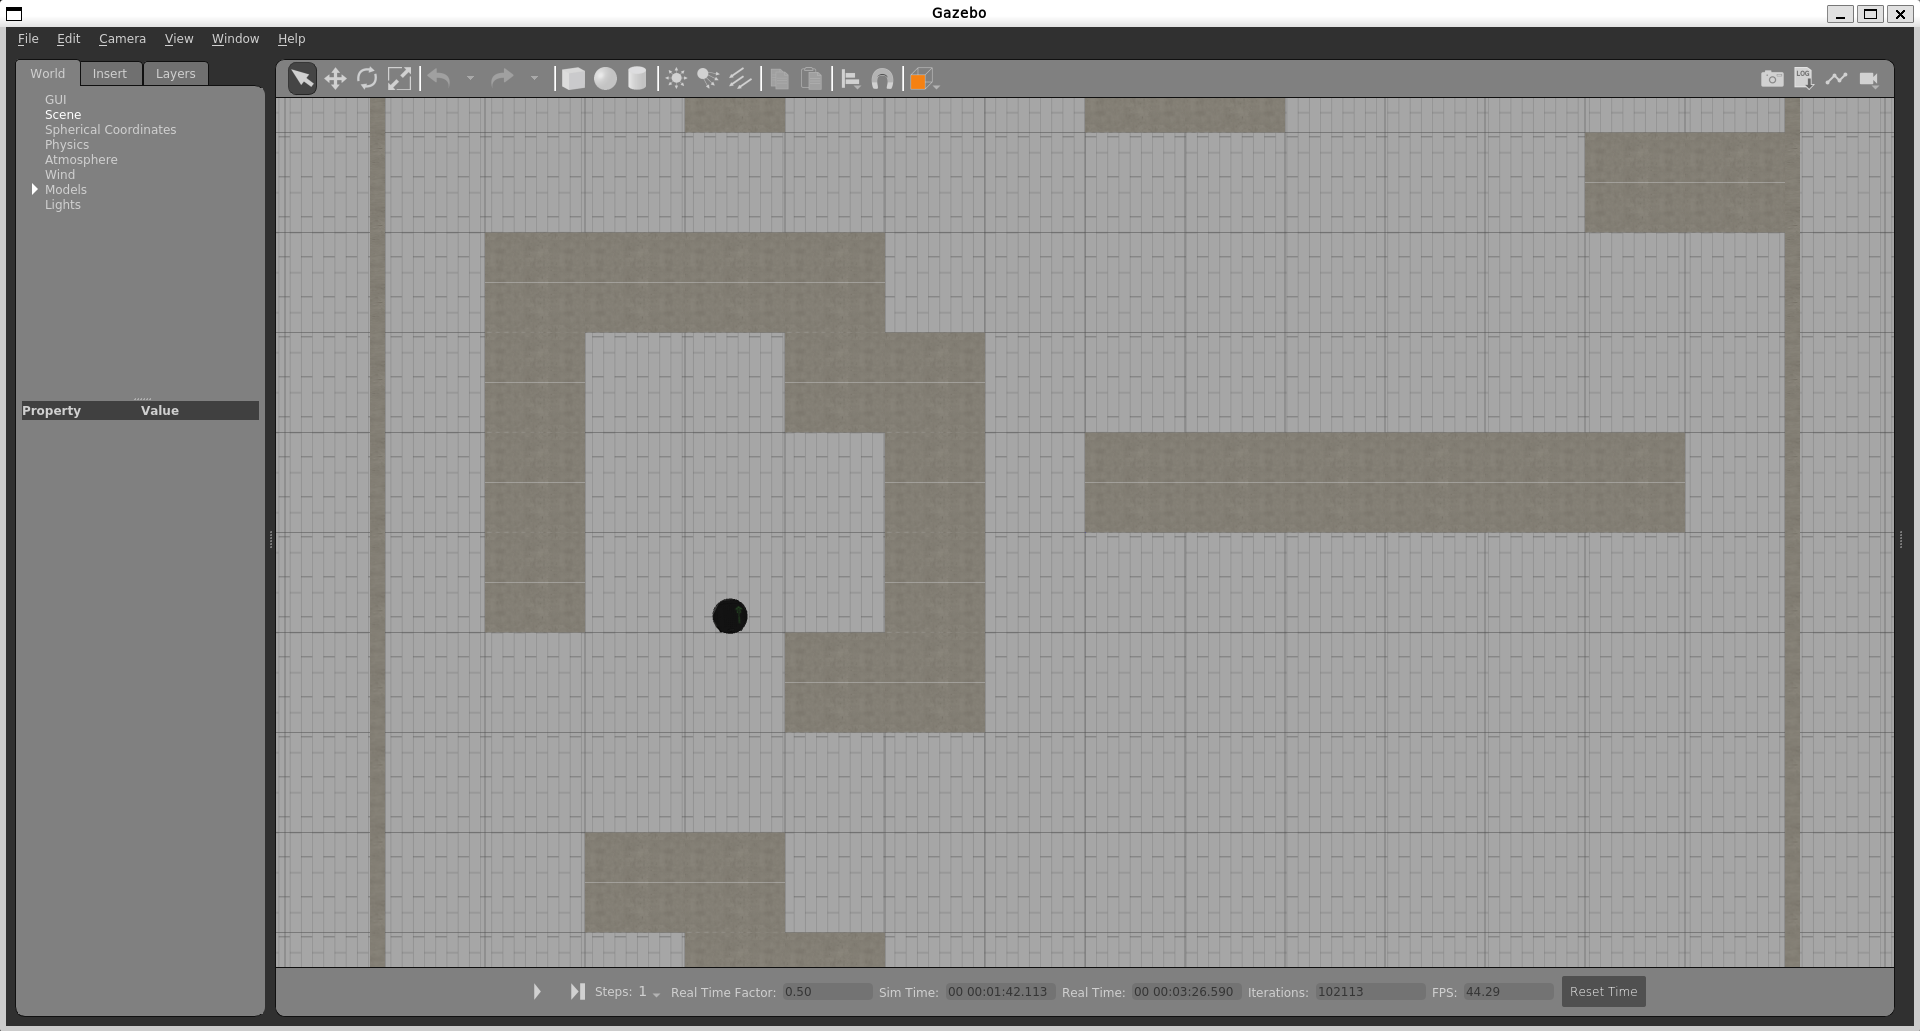 Gazebo
File Edit Camera View Window Help
World Insert Layers
LOG
GUI
Scene
Spherical Coordinates
Physics
Atmosphere
Wind
Models
Lights
Property Value
Steps: 1 Real Time Factor: 0.50 Sim Time: 00 00:01:42.113 Real Time: 00 00:03:26.590 Iterations: 102113 FPS: 44.29 Reset Time